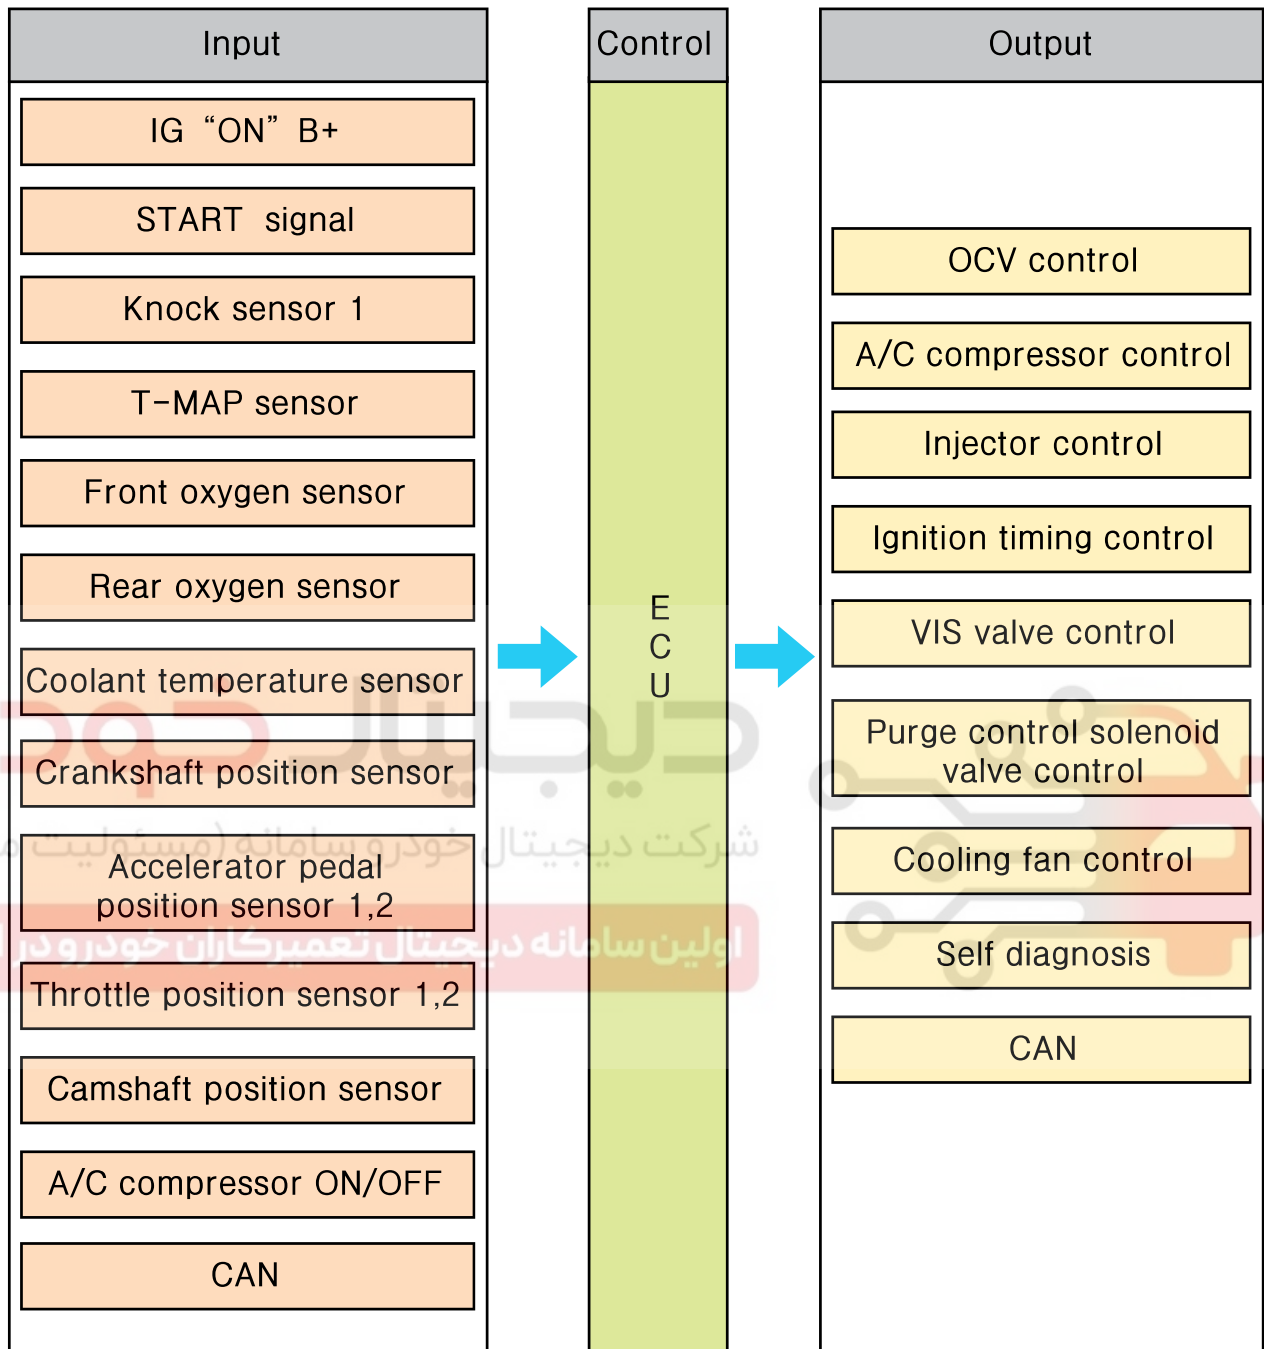 Input
IG “ON” B+
START signal
Knock sensor 1
T-MAP sensor
Front oxygen sensor
Rear oxygen sensor
Coolant temperature sensor
Crankshaft position sensor
Accelerator pedal
position sensor 1,2
Throttle position sensor 1,2
Camshaft position sensor
A/C compressor ON/OFF
CAN
Control
E
C
U
Output
OCV control
A/C compressor control
Injector control
Ignition timing control
VIS valve control
Purge control solenoid
valve control
Cooling fan control
Self diagnosis
CAN
دیجیتال خود
شرکت دیجیتال خودرو سامانه (مسئولیت
اولین سامانه دیجیتال تعمیرکاران خودرو در